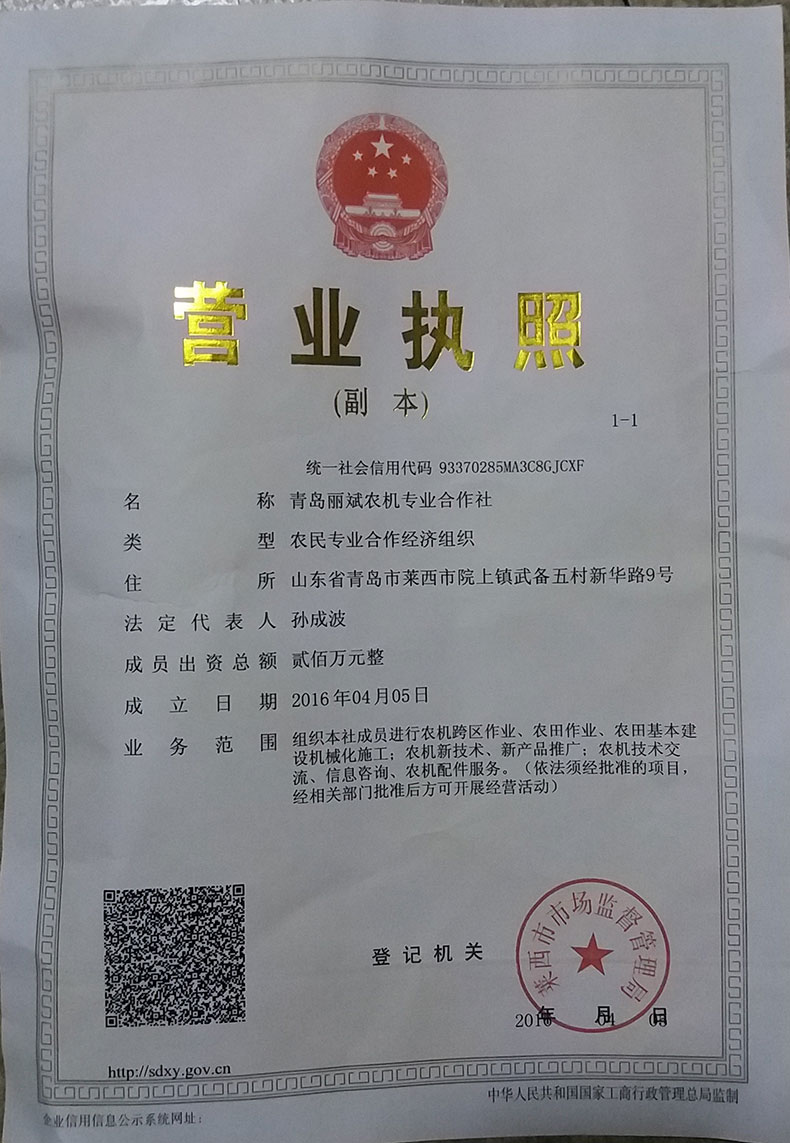 营业执照
(副 本)
1-1
统一社会信用代码 93370285MA3C8GJCXF
名 称 青岛丽斌农机专业合作社
类 型 农民专业合作经济组织
住 所 山东省青岛市莱西市院上镇武备五村新华路9号
法定代表人 孙成波
成员出资总额 贰佰万元整
成立日期 2016年04月05日
业务范围 组织本社成员进行农机跨区作业、农田作业、农田基本建
设机械化施工；农机新技术、新产品推广；农机技术交
流、信息咨询、农机配件服务。（依法须经批准的项目，
经相关部门批准后方可开展经营活动）
登记机关
莱西市市场监督管理局
2016年 04月 日
http://sdxy.gov.cn
企业信用信息公示系统网址：
中华人民共和国国家工商行政管理总局监制